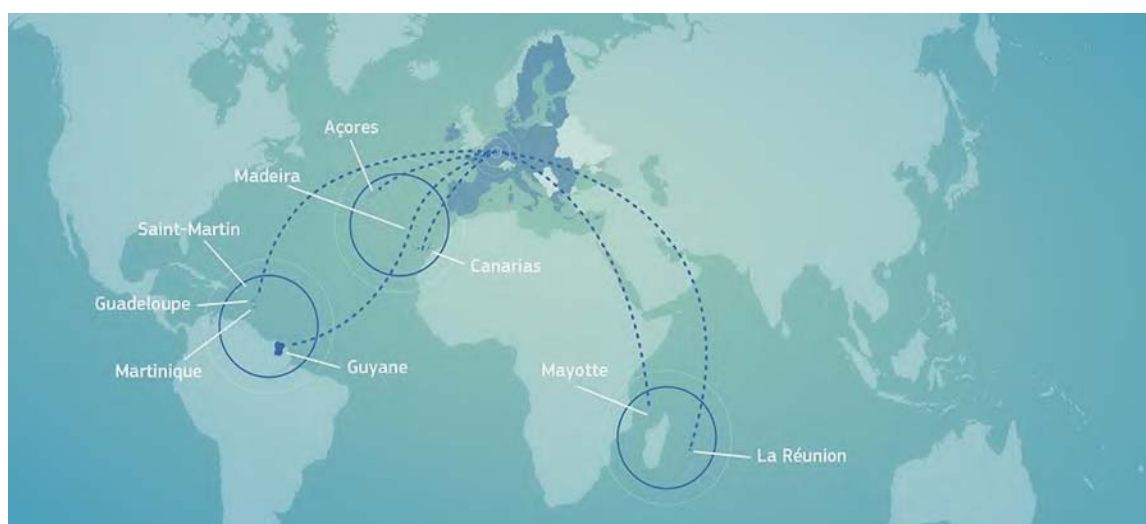 Açores
Madeira
Saint-Martin
Canarias
Guadeloupe
Martinique
Guyane
Mayotte
La Réunion